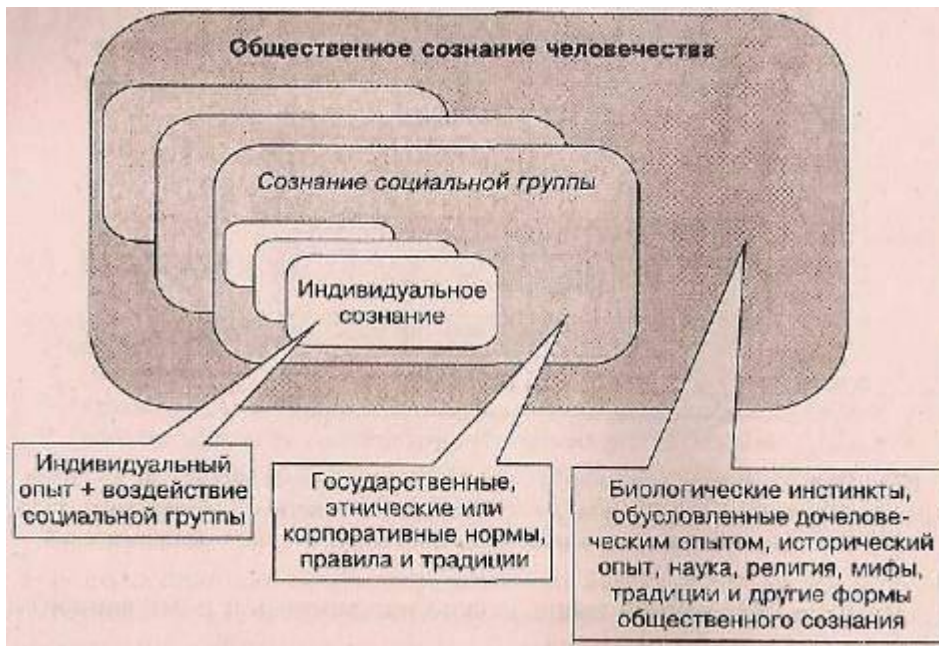 Общественное сознание человечества
Сознание социальной группы
Индивидуальное
сознание
Индивидуальный
опыт + воздействие
социальной группы
Государственные,
этнические или
корпоративные нормы,
правила и традиции
Биологические инстинкты,
обусловленные дочелове-
ческим опытом, исторический
опыт, наука, религия, мифы,
традиции и другие формы
общественного сознания